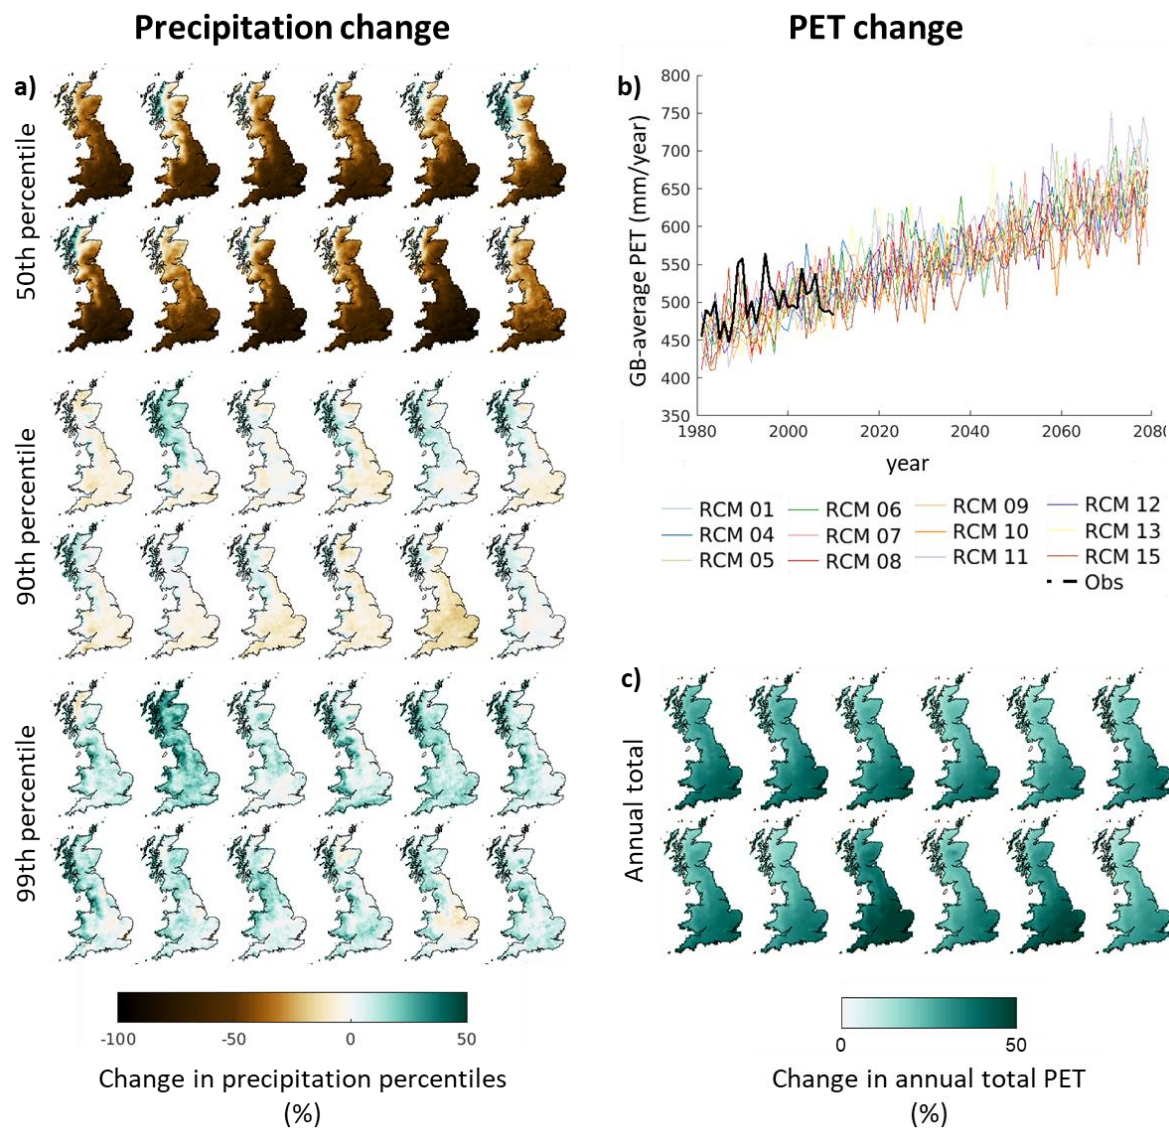 Precipitation change
PET change
a)
50th percentile
90th percentile
99th percentile
-100
-50
0
50
Change in precipitation percentiles
(%)
b)
GB-average PET (mm/year)
800
750
700
650
600
550
500
450
400
350
1980
2000
2020
2040
2060
2080
year
RCM 01
RCM 04
RCM 05
RCM 06
RCM 07
RCM 08
RCM 09
RCM 10
RCM 11
RCM 12
RCM 13
RCM 15
Obs
c)
Annual total
0
50
Change in annual total PET
(%)